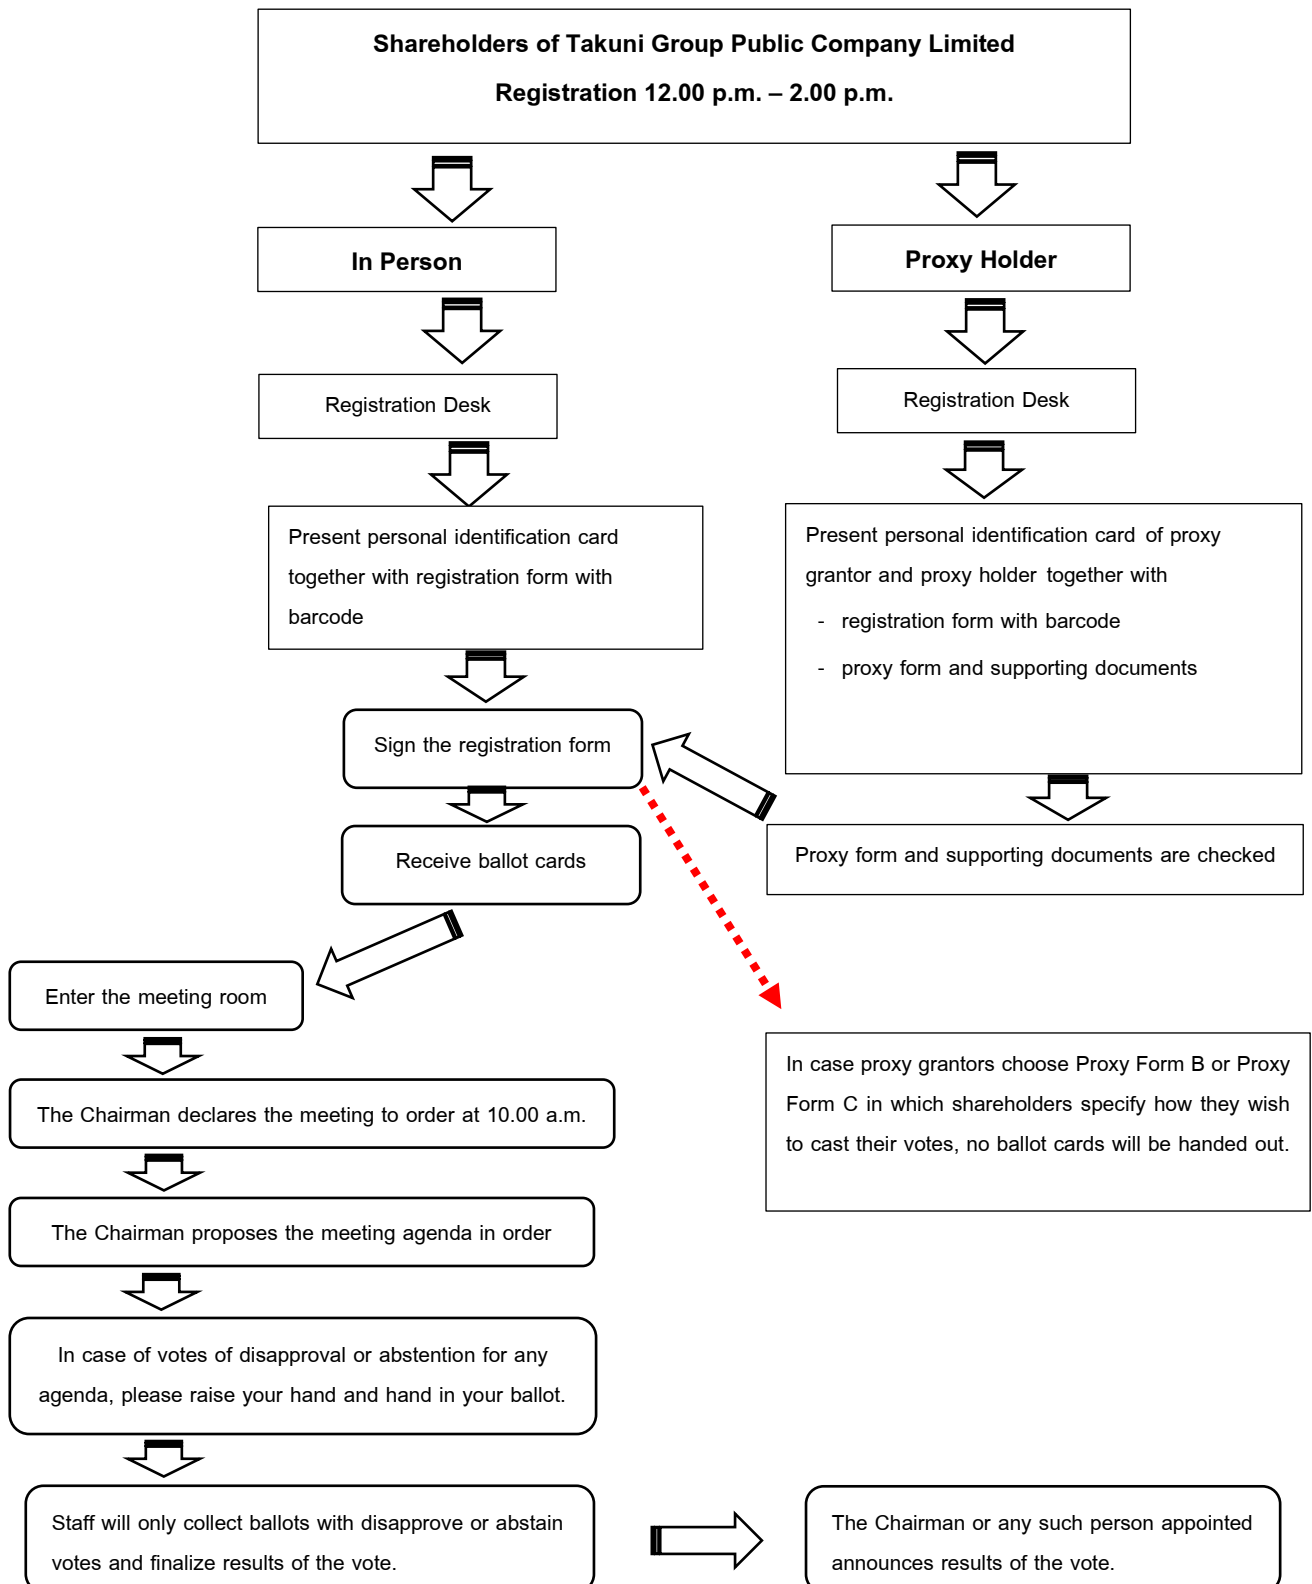 Shareholders of Takuni Group Public Company Limited
Registration 12.00 p.m. – 2.00 p.m.
In Person
Proxy Holder
Registration Desk
Registration Desk
Present personal identification card
together with registration form with
barcode
Present personal identification card of proxy
grantor and proxy holder together with
- registration form with barcode
- proxy form and supporting documents
Sign the registration form
Proxy form and supporting documents are checked
Receive ballot cards
Enter the meeting room
In case proxy grantors choose Proxy Form B or Proxy
Form C in which shareholders specify how they wish
to cast their votes, no ballot cards will be handed out.
The Chairman declares the meeting to order at 10.00 a.m.
The Chairman proposes the meeting agenda in order
In case of votes of disapproval or abstention for any
agenda, please raise your hand and hand in your ballot.
Staff will only collect ballots with disapprove or abstain
votes and finalize results of the vote.
The Chairman or any such person appointed
announces results of the vote.